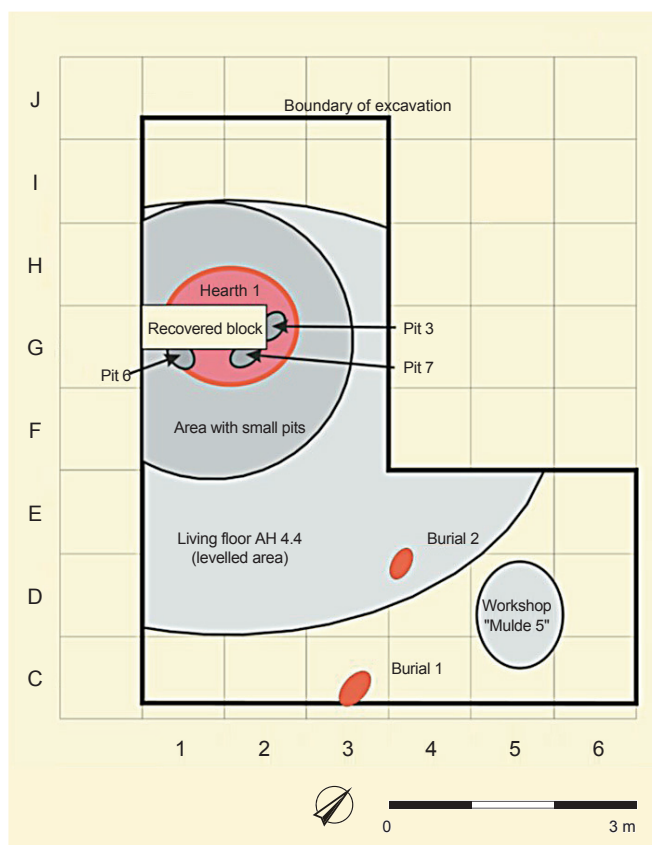 J
Boundary of excavation
I
H
Hearth 1
Recovered block
Pit 3
G
Pit 6
Pit 7
F
Area with small pits
E
Living floor AH 4.4
(levelled area)
Burial 2
D
Workshop
"Mulde 5"
C
Burial 1
1 2 3 4 5 6
0 3 m